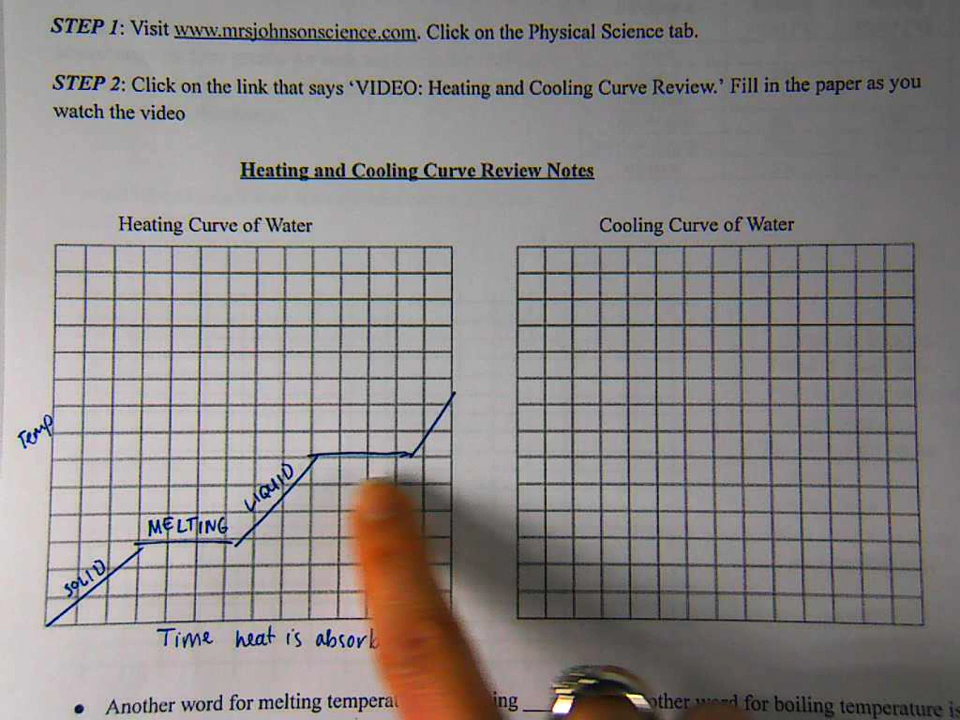 STEP 1: Visit www.mrsjohnsonscience.com. Click on the Physical Science tab.
STEP 2: Click on the link that says ‘VIDEO: Heating and Cooling Curve Review.’ Fill in the paper as you
watch the video
Heating and Cooling Curve Review Notes
Heating Curve of Water
Cooling Curve of Water
Temp
LIQUID
MELTING
SOLID
Time heat is absorb
• Another word for melting for boiling temperature is